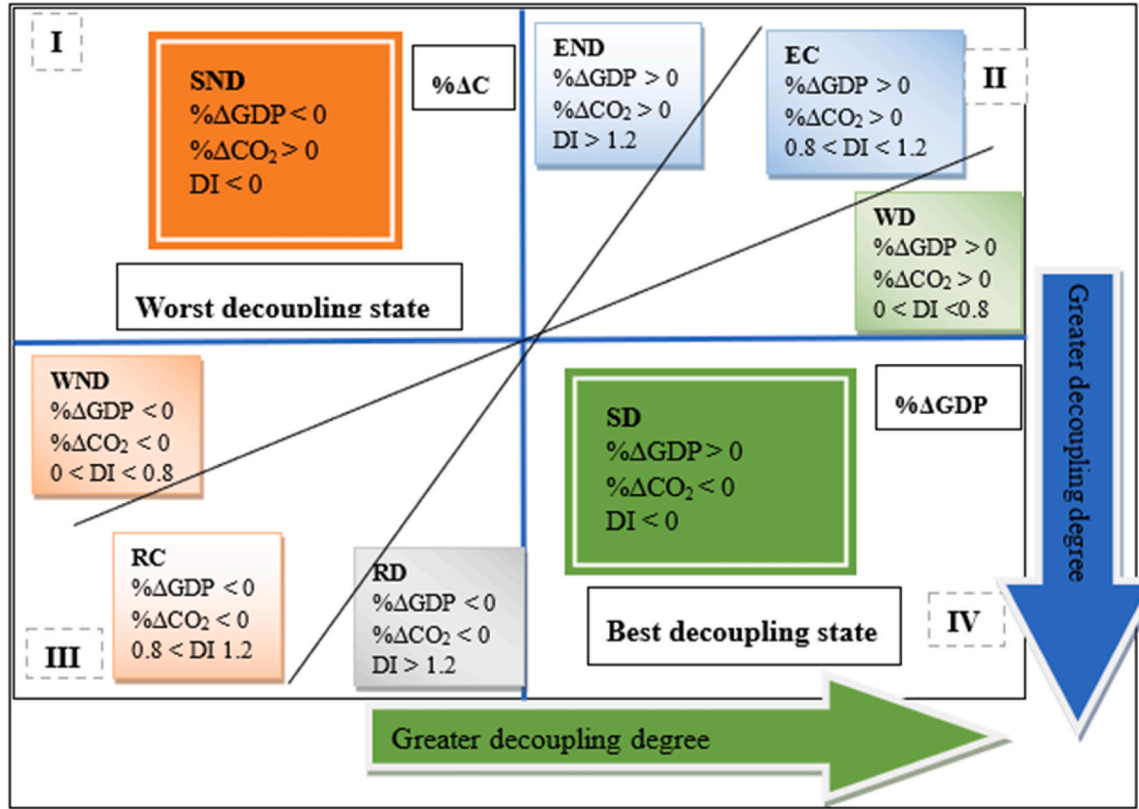 I
SND
%ΔGDP < 0
%ΔCO₂ > 0
DI < 0
%ΔC
Worst decoupling state
END
%ΔGDP > 0
%ΔCO₂ > 0
DI > 1.2
EC
%ΔGDP > 0
%ΔCO₂ > 0
0.8 < DI < 1.2
II
WD
%ΔGDP > 0
%ΔCO₂ > 0
0 < DI <0.8
WND
%ΔGDP < 0
%ΔCO₂ < 0
0 < DI < 0.8
RC
%ΔGDP < 0
%ΔCO₂ < 0
0.8 < DI 1.2
III
RD
%ΔGDP < 0
%ΔCO₂ < 0
DI > 1.2
SD
%ΔGDP > 0
%ΔCO₂ < 0
DI < 0
%ΔGDP
Best decoupling state
IV
Greater decoupling degree
Greater decoupling degree